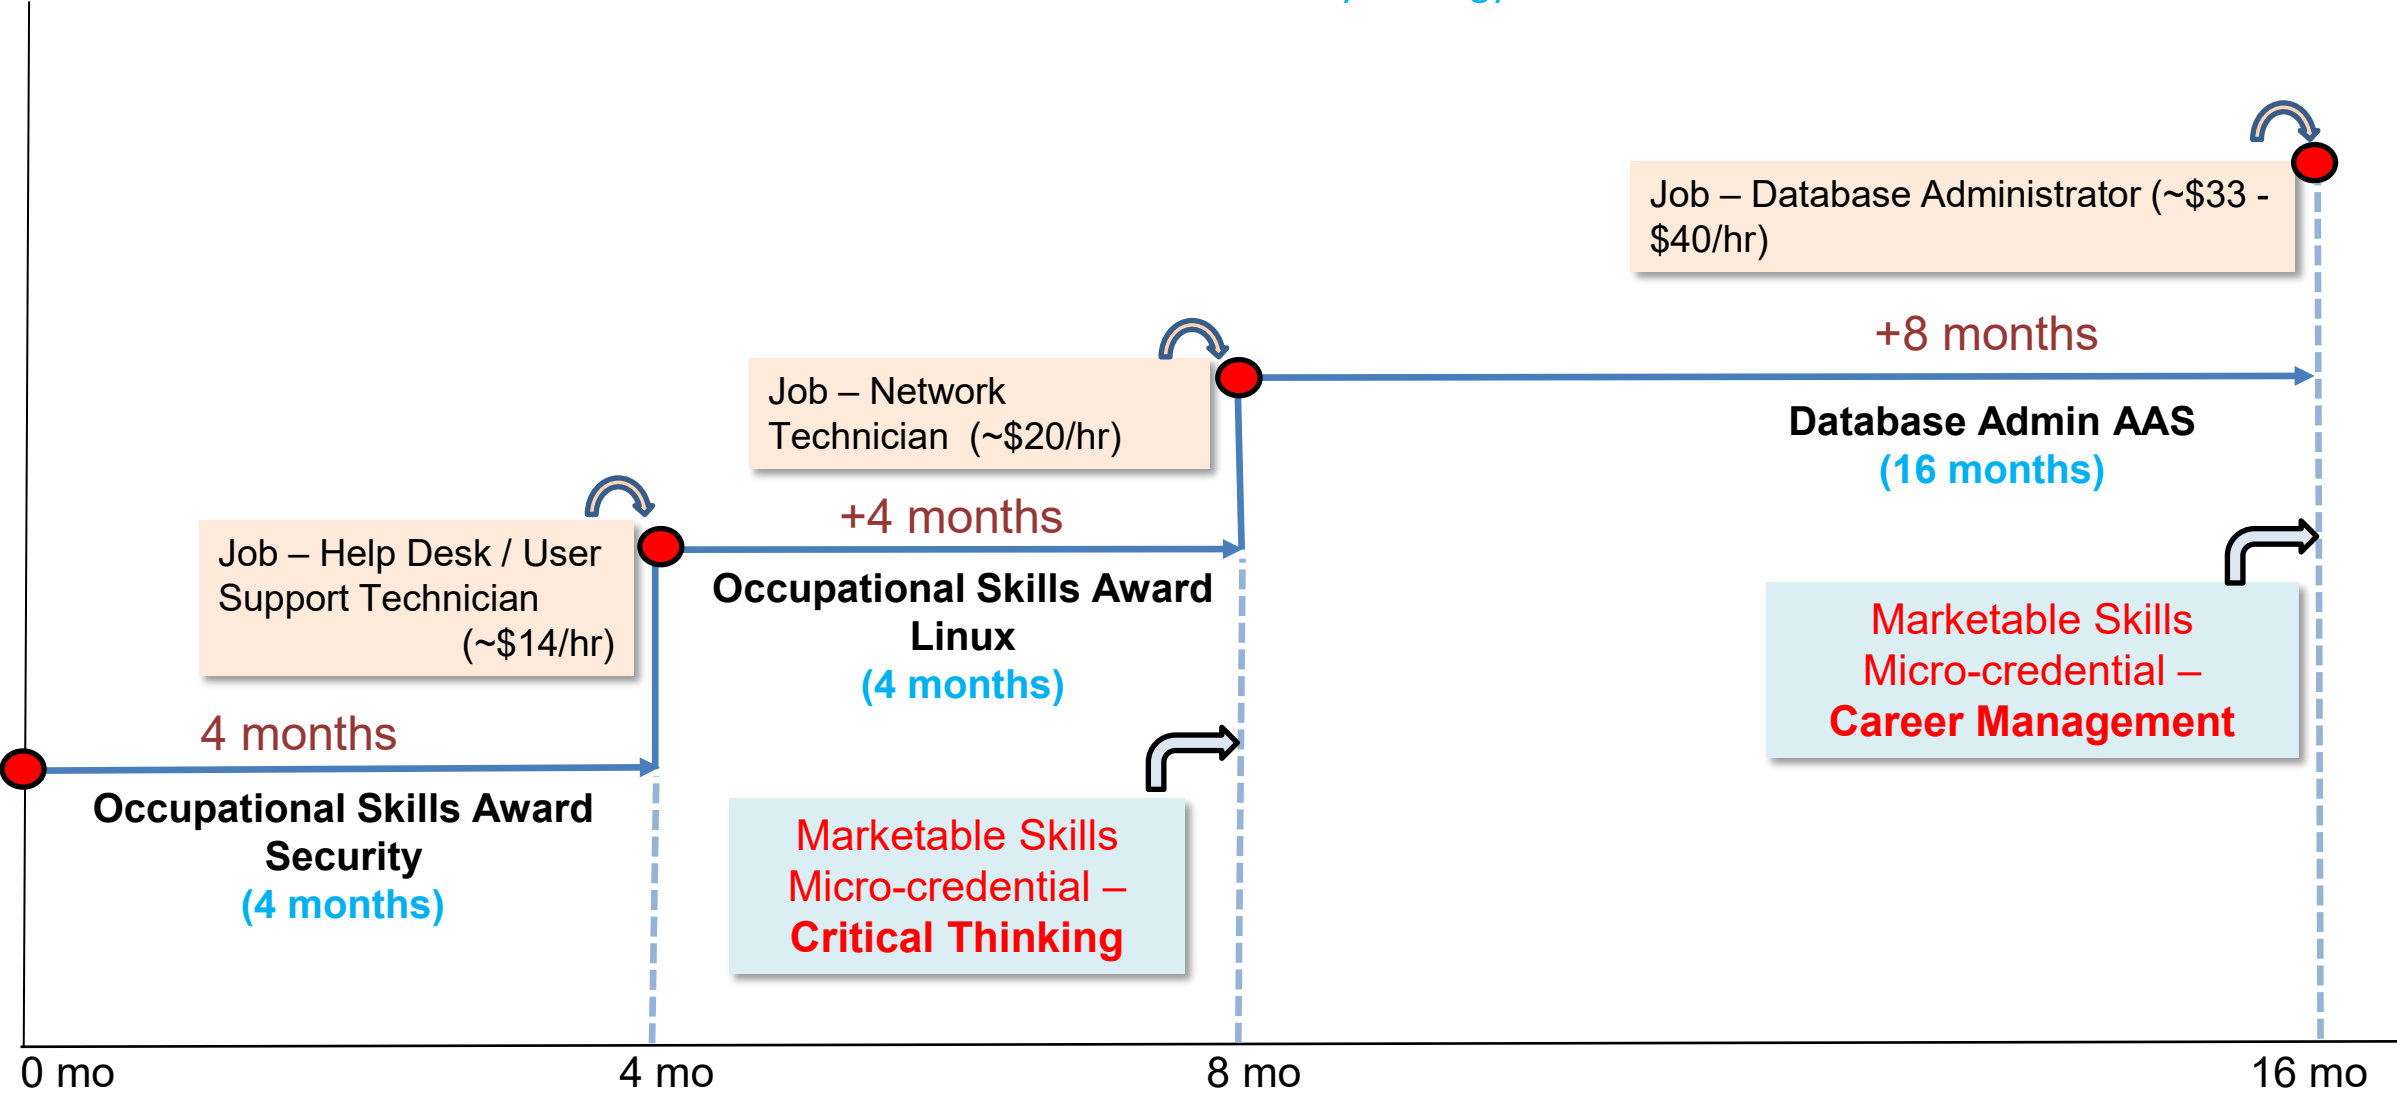 Job – Database Administrator (~$33 -
$40/hr)
+8 months
Database Admin AAS
(16 months)
Job – Network
Technician  (~$20/hr)
+4 months
Occupational Skills Award
Linux
(4 months)
Job – Help Desk / User
Support Technician
(~$14/hr)
4 months
Occupational Skills Award
Security
(4 months)
Marketable Skills
Micro-credential –
Critical Thinking
Marketable Skills
Micro-credential –
Career Management
0 mo
4 mo
8 mo
16 mo